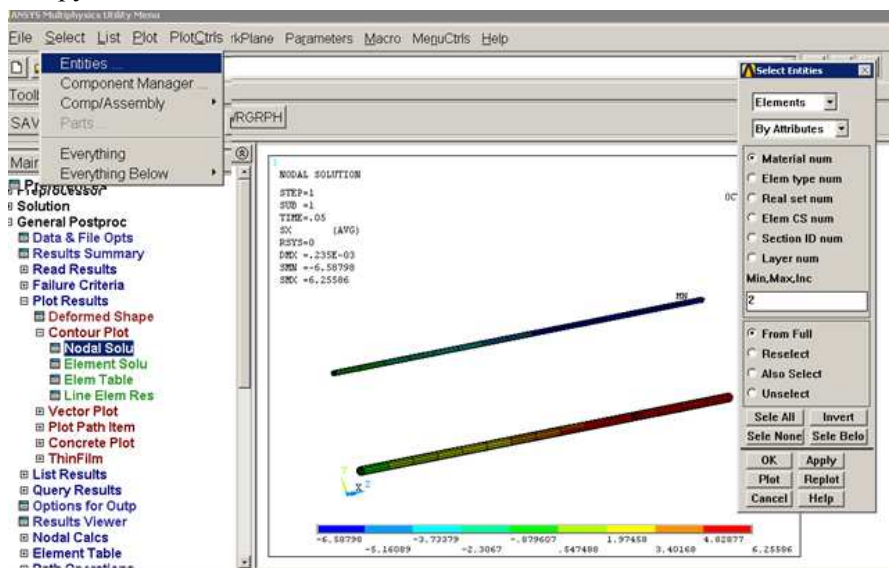 ANSYS Multiphysics Utility Menu
File Select List Plot PlotCtrls rkPlane Parameters Macro MenuCtrls Help
Entities ...
Component Manager ...
Comp/Assembly
Parts ...
Everything
Everything Below
Toolb
SAV
RGRPH
Main
Preprocessor
Solution
General Postproc
Data & File Opts
Results Summary
Read Results
Failure Criteria
Plot Results
Deformed Shape
Contour Plot
Nodal Solu
Element Solu
Elem Table
Line Elem Res
Vector Plot
Plot Path Item
Concrete Plot
ThinFilm
List Results
Query Results
Options for Outp
Results Viewer
Nodal Calcs
Element Table
1
NODAL SOLUTION
STEP=1
SUB =1
TIME=.05
SX (AVG)
RSYS=0
DMX =.235E-03
SMN =-6.58798
SMX =6.25586
OC
MN
Y
X Z
-6.58798 -3.73379 -.879607 1.97458 4.82877
-5.16089 -2.3067 .547488 3.40168 6.25586
Select Entities
Elements
By Attributes
Material num
Elem type num
Real set num
Elem CS num
Section ID num
Layer num
Min,Max,Inc
2
From Full
Reselect
Also Select
Unselect
Sele All Invert
Sele None Sele Belo
OK Apply
Plot Replot
Cancel Help